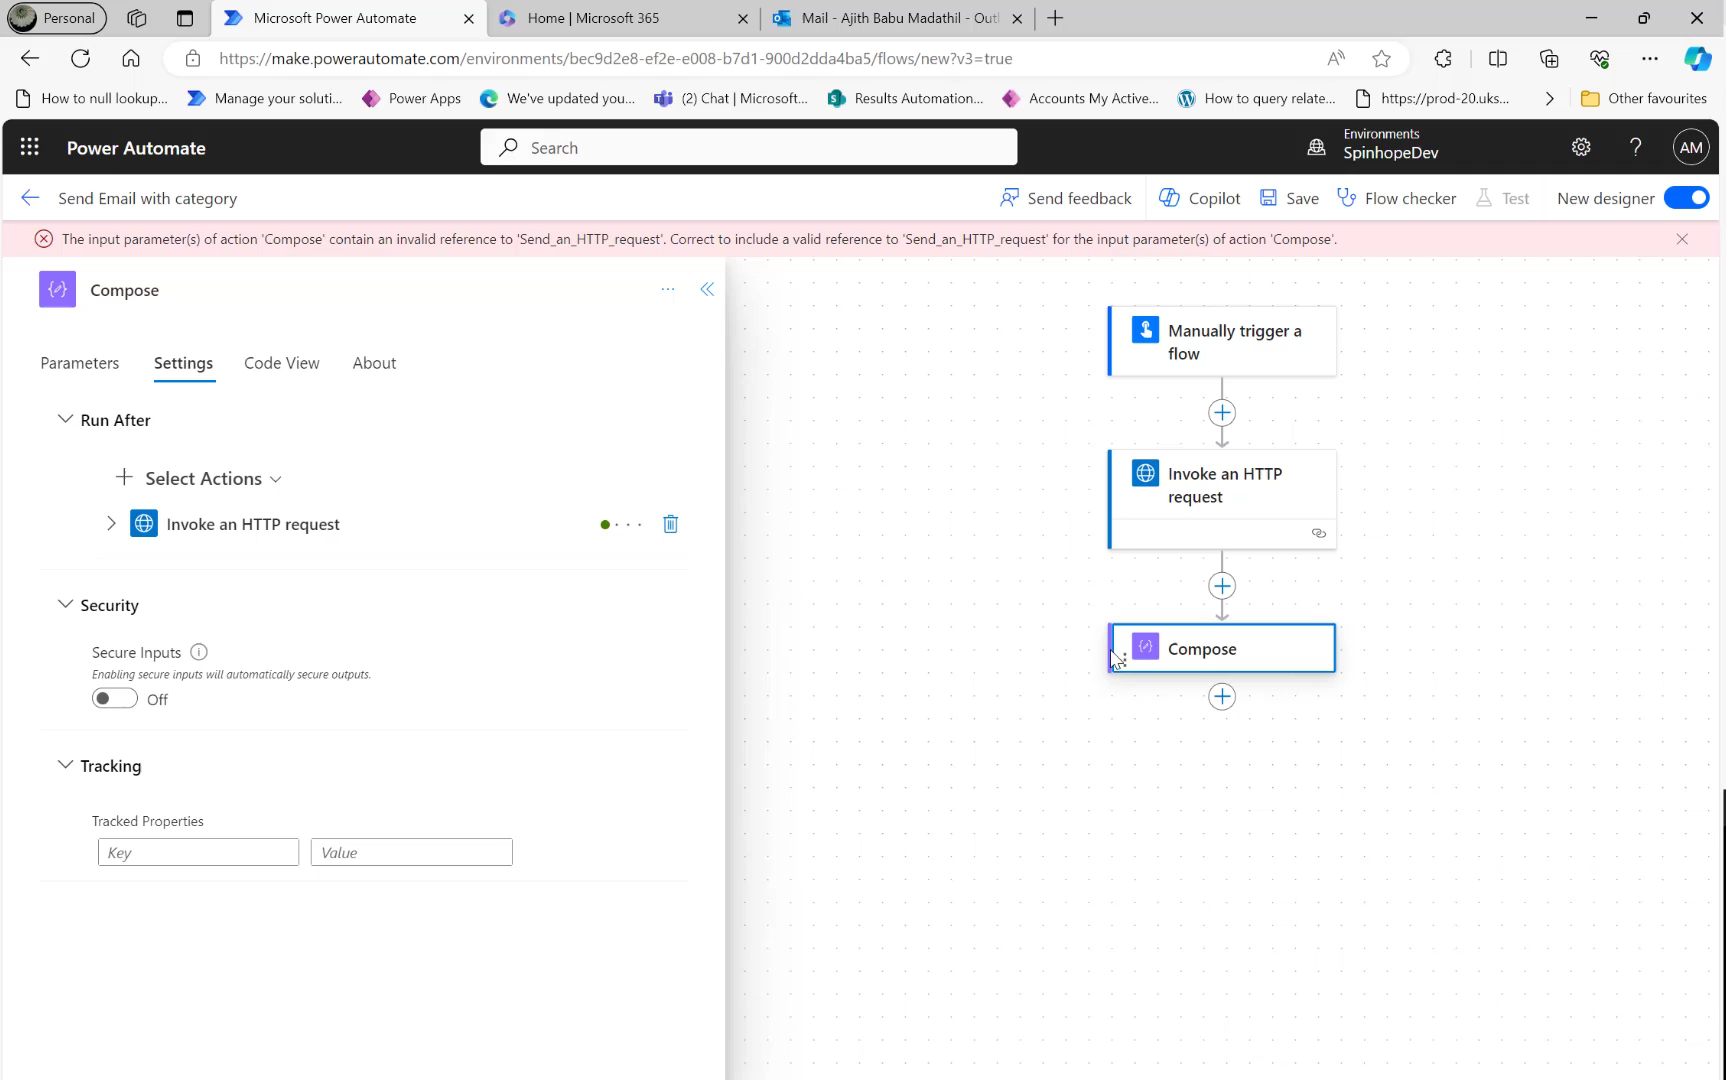 Personal
Microsoft Power Automate
Home | Microsoft 365
Mail - Ajith Babu Madathil - Outl
https://make.powerautomate.com/environments/bec9d2e8-ef2e-e008-b7d1-900d2dda4ba5/flows/new?v3=true
How to null lookup...
Manage your soluti...
Power Apps
We've updated you...
(2) Chat | Microsoft...
Results Automation...
Accounts My Active...
How to query relate...
https://prod-20.uks...
Other favourites
Power Automate
Search
Environments
SpinhopeDev
AM
Send Email with category
Send feedback
Copilot
Save
Flow checker
Test
New designer
The input parameter(s) of action 'Compose' contain an invalid reference to 'Send_an_HTTP_request'. Correct to include a valid reference to 'Send_an_HTTP_request' for the input parameter(s) of action 'Compose'.
Compose
Parameters
Settings
Code View
About
Run After
Select Actions
Invoke an HTTP request
Security
Secure Inputs
Enabling secure inputs will automatically secure outputs.
Off
Tracking
Tracked Properties
Key
Value
Manually trigger a
flow
Invoke an HTTP
request
Compose